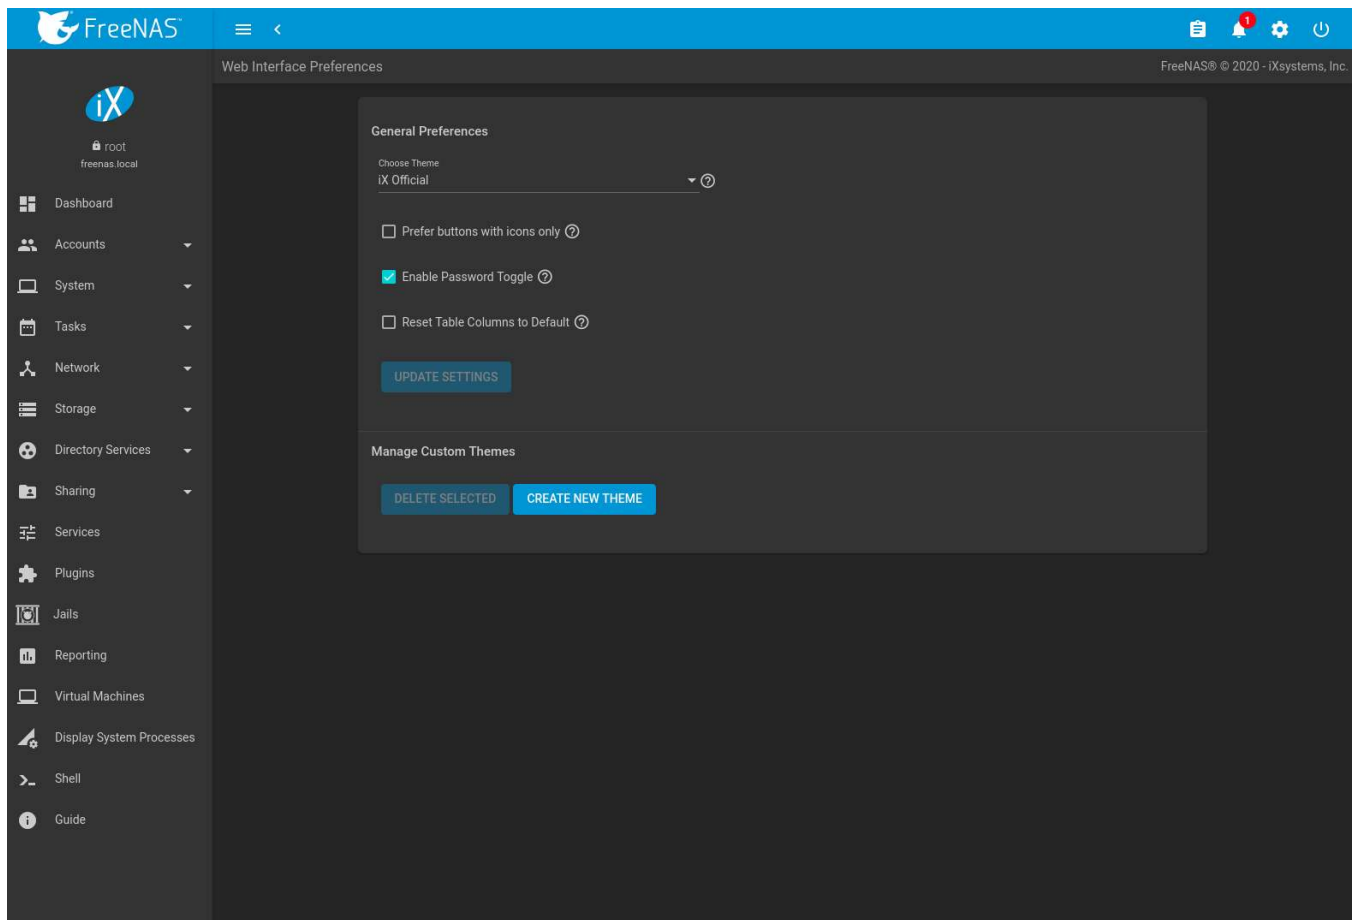 FreeNAS™
1
Web Interface Preferences
FreeNAS® © 2020 - iXsystems, Inc.
iX
root
freenas.local
Dashboard
Accounts
System
Tasks
Network
Storage
Directory Services
Sharing
Services
Plugins
Jails
Reporting
Virtual Machines
Display System Processes
Shell
Guide
General Preferences
Choose Theme
iX Official
Prefer buttons with icons only
Enable Password Toggle
Reset Table Columns to Default
UPDATE SETTINGS
Manage Custom Themes
DELETE SELECTED CREATE NEW THEME